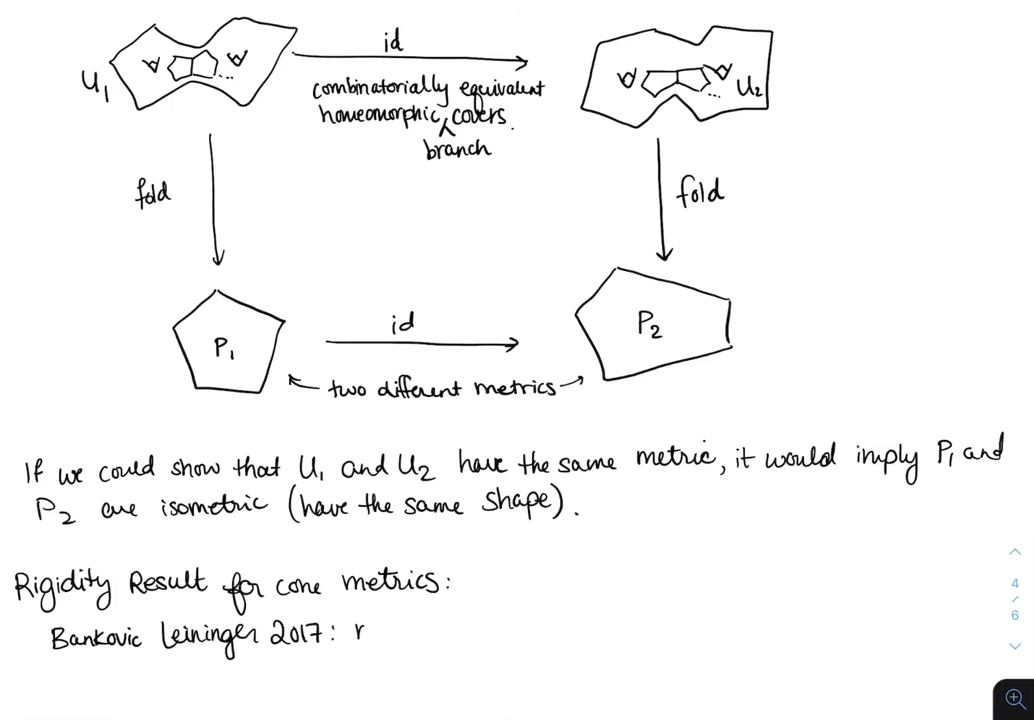 id
U₁
∀ ∀
...
combinatorially equivalent
homeomorphic covers.
branch
∀ ∀
...
U₂
fold
fold
P₁
id
P₂
two different metrics
If we could show that U₁ and U₂ have the same metric, it would imply P₁ and
P₂ are isometric (have the same shape).
Rigidity Result for cone metrics:
Bankovic Leininger 2017: r
4
/
6